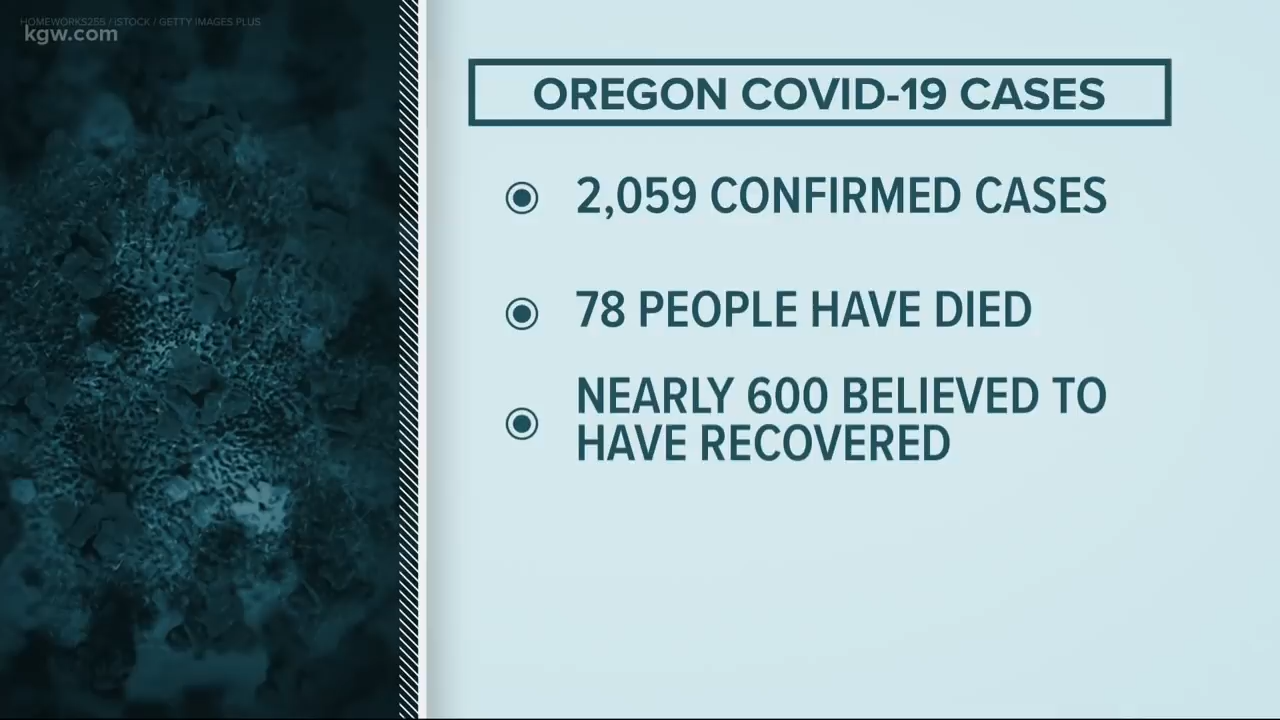 HOMEWORKS255 / ISTOCK / GETTY IMAGES PLUS
kgw.com
OREGON COVID-19 CASES
2,059 CONFIRMED CASES
78 PEOPLE HAVE DIED
NEARLY 600 BELIEVED TO
HAVE RECOVERED